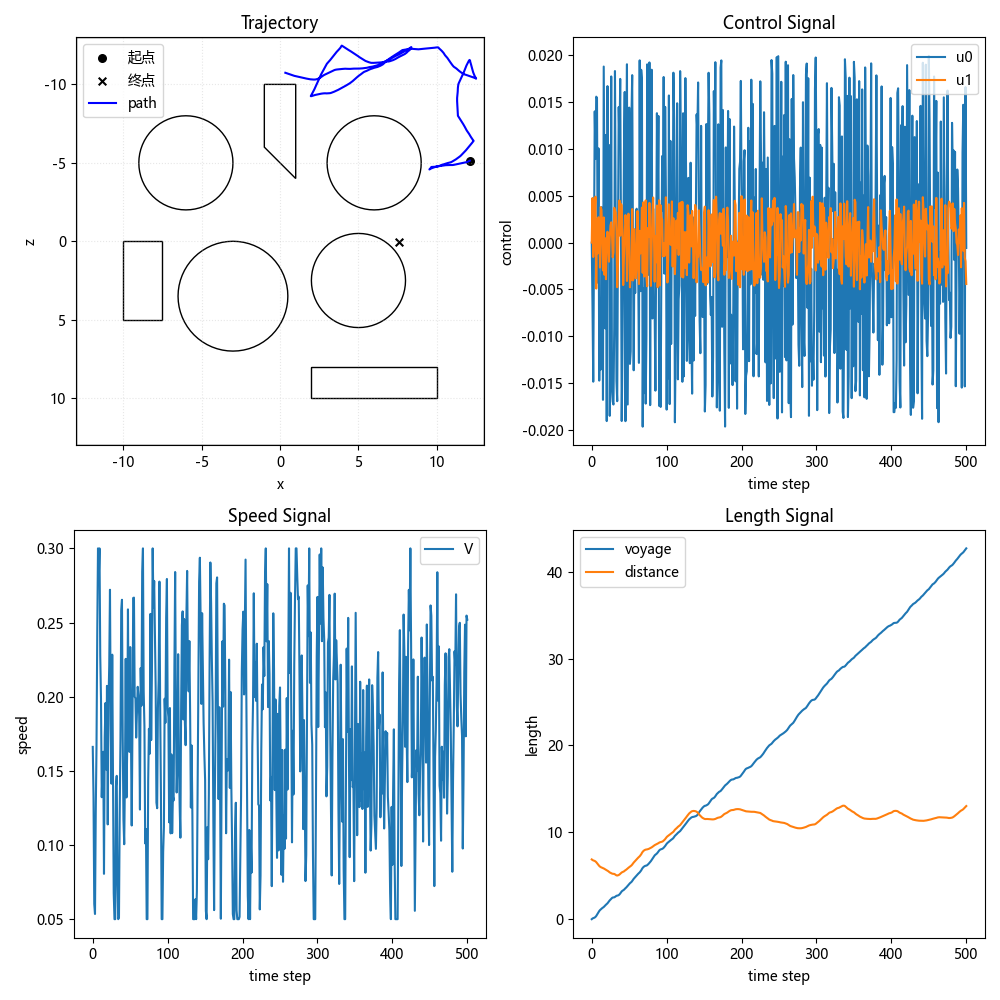 Trajectory
起点
终点
path
-10
-5
0
5
10
z
-10
-5
0
5
10
x
Control Signal
u0
u1
0.020
0.015
0.010
0.005
0.000
-0.005
-0.010
-0.015
-0.020
control
0
100
200
300
400
500
time step
Speed Signal
V
0.30
0.25
0.20
0.15
0.10
0.05
speed
0
100
200
300
400
500
time step
Length Signal
voyage
distance
40
30
20
10
0
length
0
100
200
300
400
500
time step